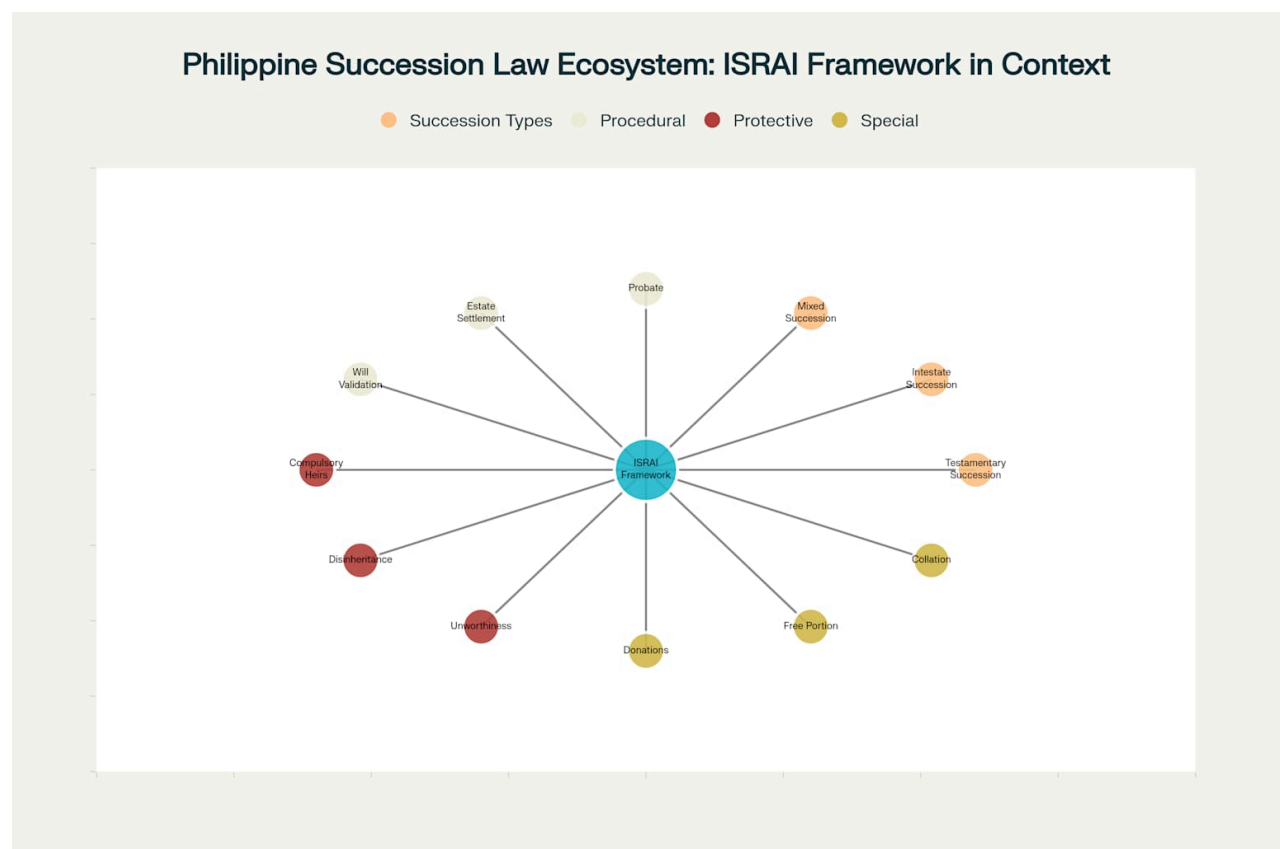 Philippine Succession Law Ecosystem: ISRAI Framework in Context
Succession Types
Procedural
Protective
Special
Probate
Estate
Settlement
Mixed
Succession
Will
Validation
Intestate
Succession
Compulsory
Heirs
ISRAI
Framework
Testamentary
Succession
Disinheritance
Collation
Unworthiness
Free Portion
Donations